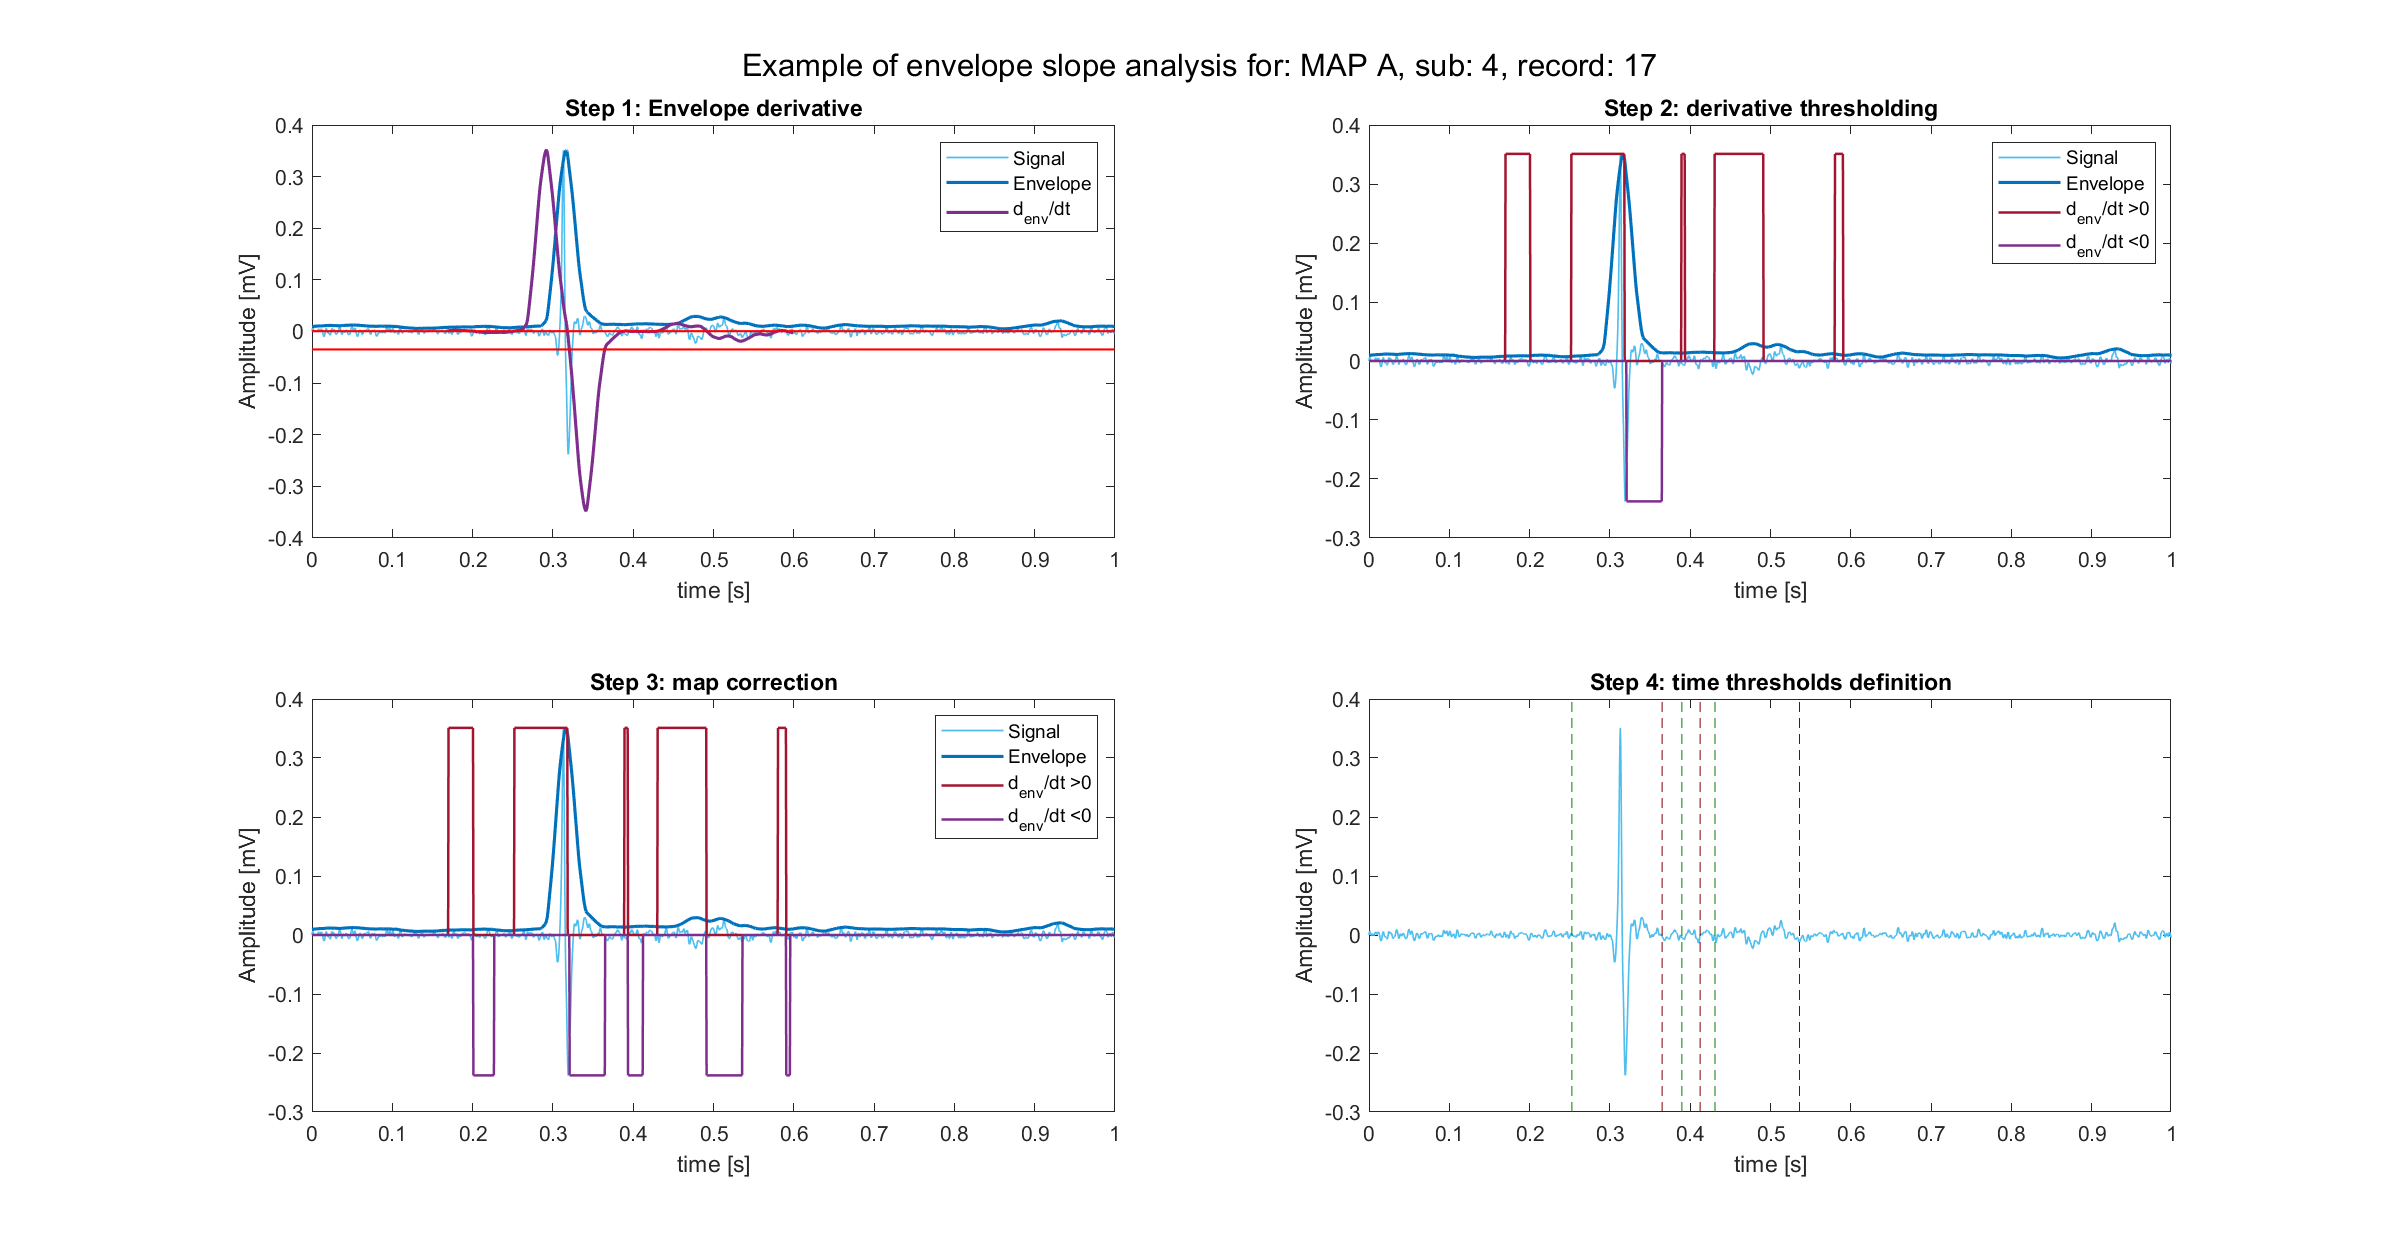 Example of envelope slope analysis for: MAP A, sub: 4, record: 17
Step 1: Envelope derivative
0.4
0.3
0.2
0.1
0
-0.1
-0.2
-0.3
-0.4
Amplitude [mV]
0 0.1 0.2 0.3 0.4 0.5 0.6 0.7 0.8 0.9 1
time [s]
Signal
Envelope
d_env/dt
Step 2: derivative thresholding
0.4
0.3
0.2
0.1
0
-0.1
-0.2
-0.3
Amplitude [mV]
0 0.1 0.2 0.3 0.4 0.5 0.6 0.7 0.8 0.9 1
time [s]
Signal
Envelope
d_env/dt >0
d_env/dt <0
Step 3: map correction
0.4
0.3
0.2
0.1
0
-0.1
-0.2
-0.3
Amplitude [mV]
0 0.1 0.2 0.3 0.4 0.5 0.6 0.7 0.8 0.9 1
time [s]
Signal
Envelope
d_env/dt >0
d_env/dt <0
Step 4: time thresholds definition
0.4
0.3
0.2
0.1
0
-0.1
-0.2
-0.3
Amplitude [mV]
0 0.1 0.2 0.3 0.4 0.5 0.6 0.7 0.8 0.9 1
time [s]